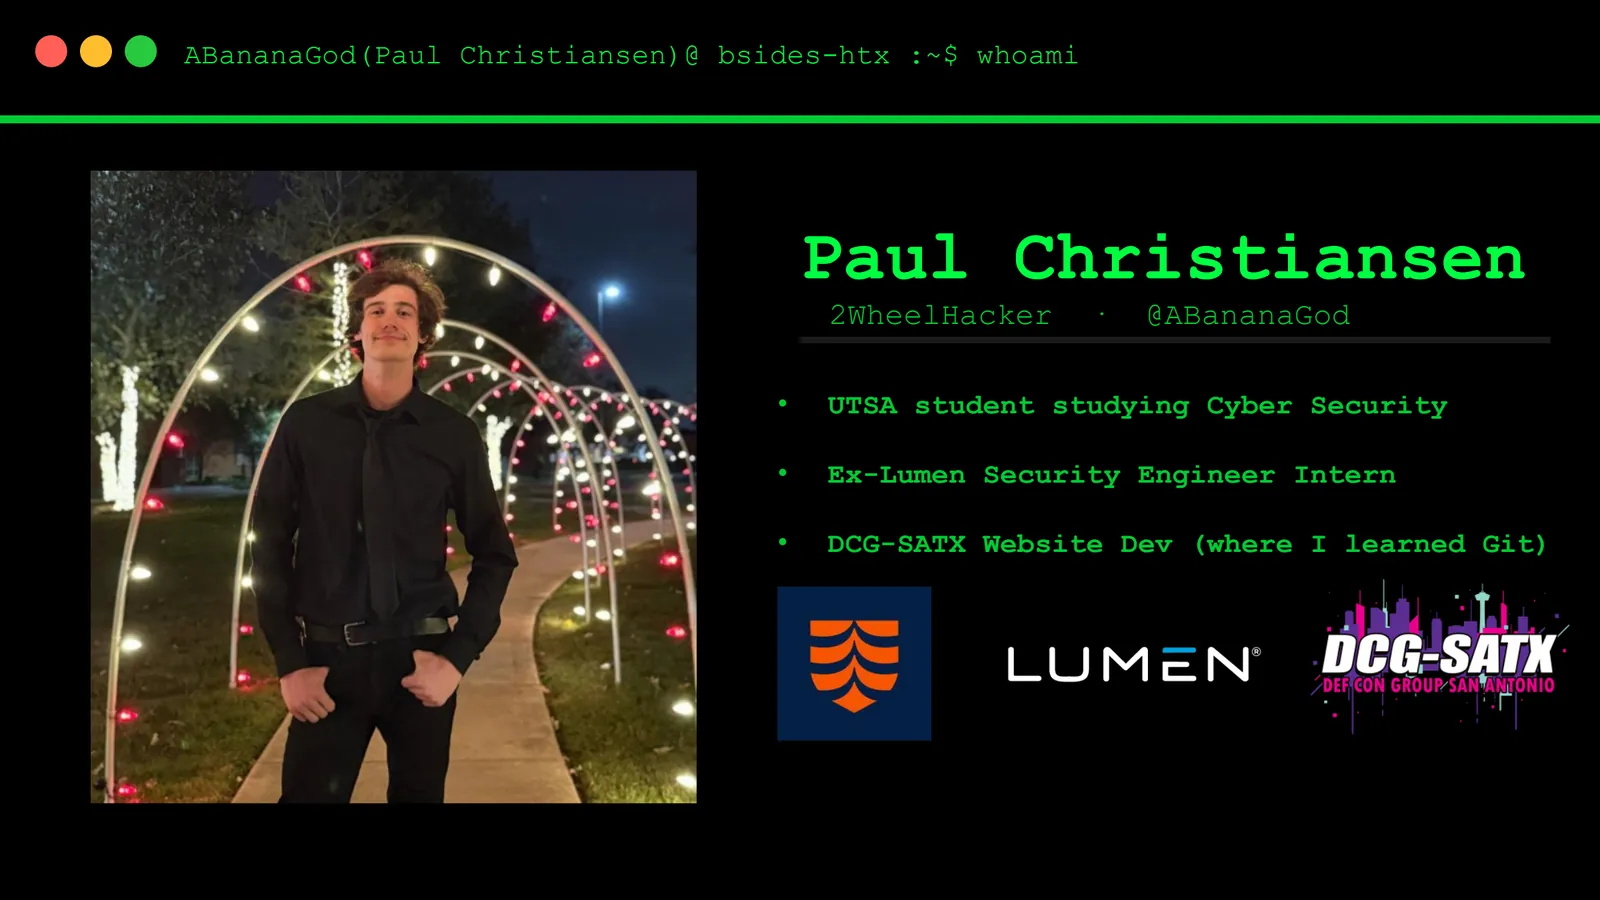 ABananaGod(Paul Christiansen)@ bsides-htx :~$ whoami
Paul Christiansen
2WheelHacker · @ABananaGod
• UTSA student studying Cyber Security
• Ex-Lumen Security Engineer Intern
• DCG-SATX Website Dev (where I learned Git)
LUMEN®
DCG-SATX
DEF CON GROUP SAN ANTONIO